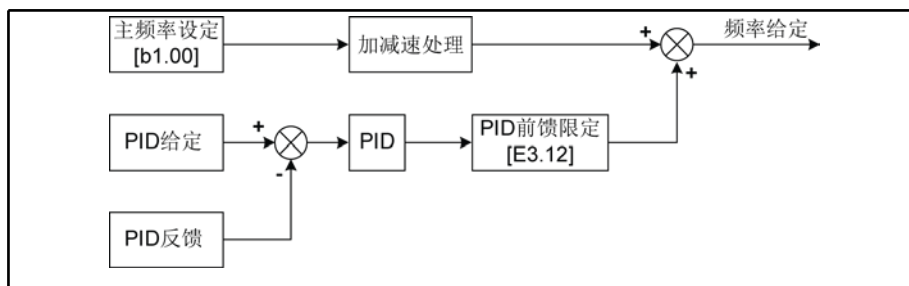 主频率设定
[b1.00]
加减速处理
+
频率给定
+
PID给定
+
-
PID
PID前馈限定
[E3.12]
PID反馈